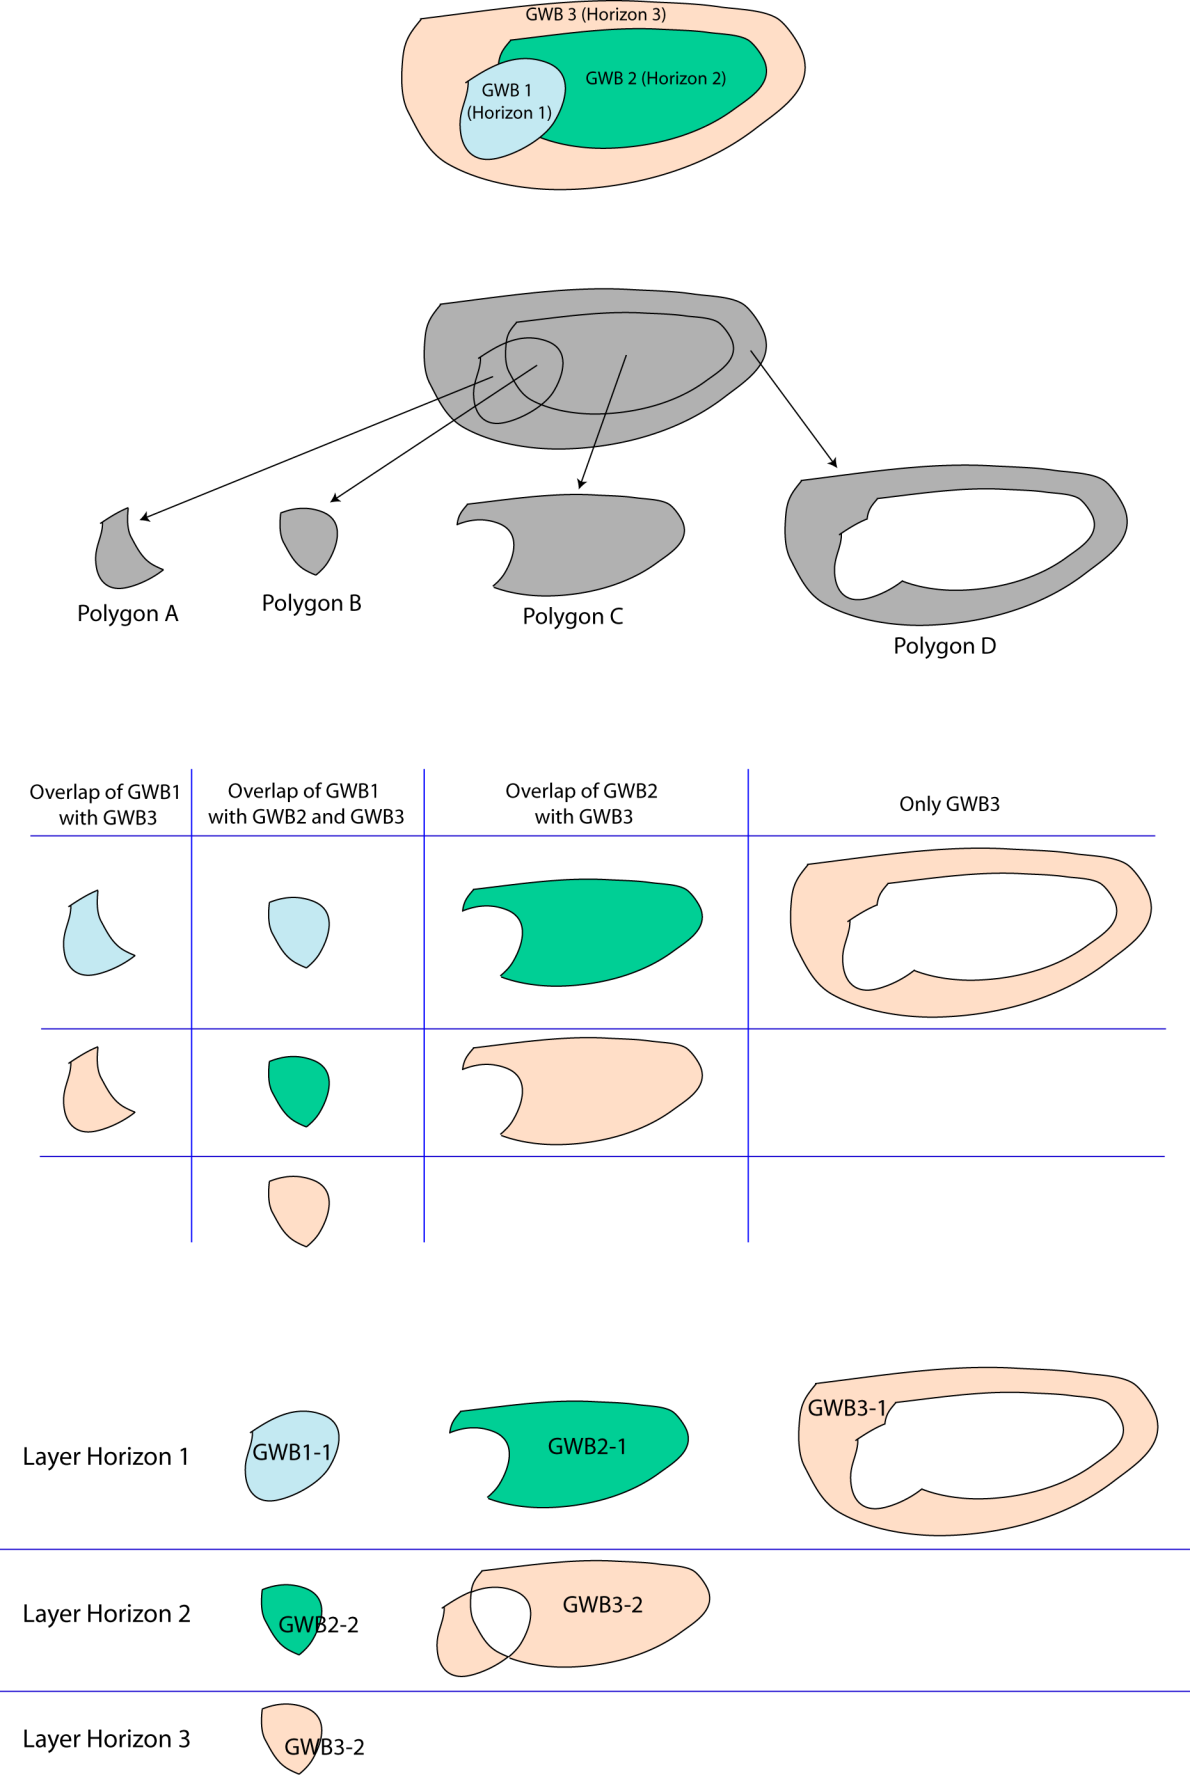 GWB 3 (Horizon 3)
GWB 2 (Horizon 2)
GWB 1
(Horizon 1)
Polygon A
Polygon B
Polygon C
Polygon D
Overlap of GWB1
with GWB3
Overlap of GWB1
with GWB2 and GWB3
Overlap of GWB2
with GWB3
Only GWB3
Layer Horizon 1
GWB1-1
GWB2-1
GWB3-1
Layer Horizon 2
GWB2-2
GWB3-2
Layer Horizon 3
GWB3-2